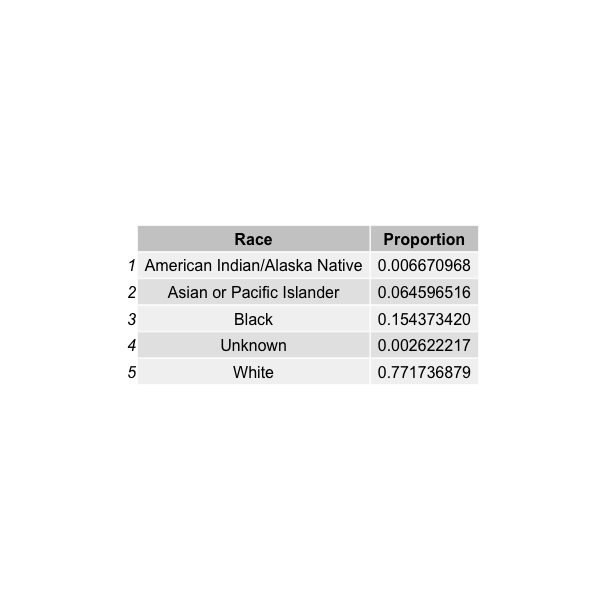 Race Proportion
1 American Indian/Alaska Native 0.006670968
2 Asian or Pacific Islander 0.064596516
3 Black 0.154373420
4 Unknown 0.002622217
5 White 0.771736879